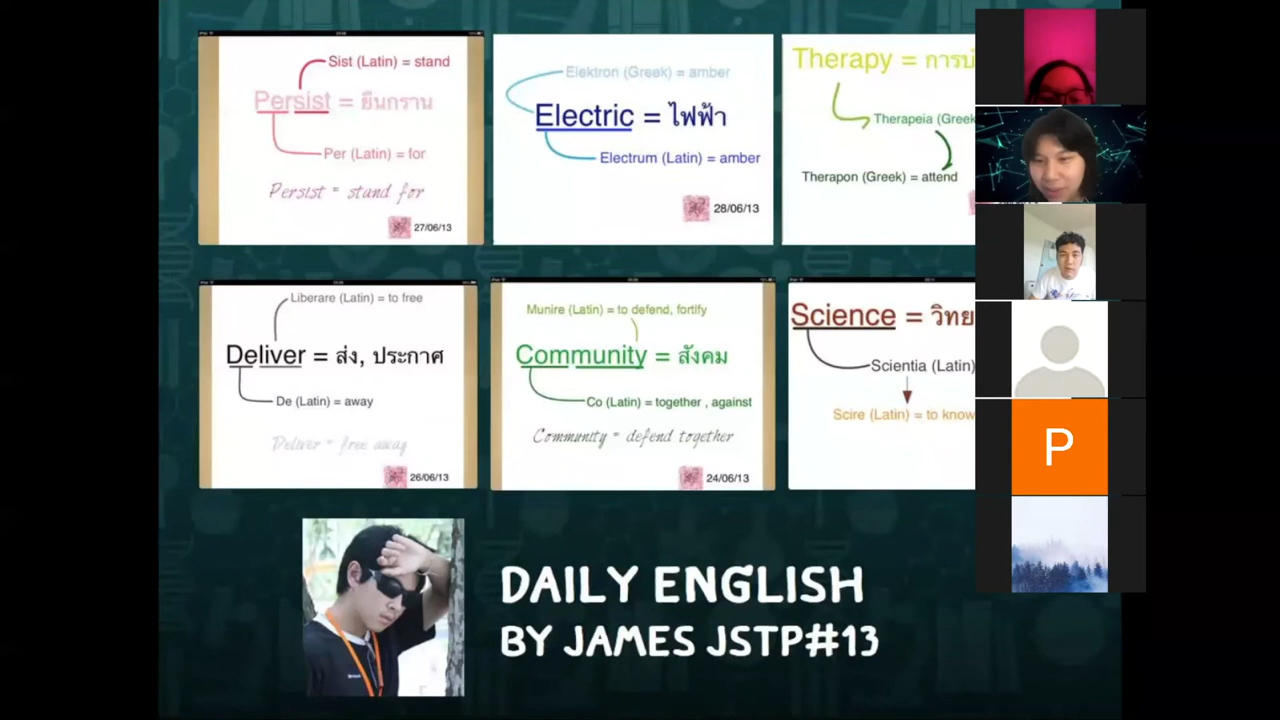 Sist (Latin) = stand
Persist = ยืนกราน
Per (Latin) = for
Persist = stand for
27/06/13
Elektron (Greek) = amber
Electric = ไฟฟ้า
Electrum (Latin) = amber
28/06/13
Therapy =
Therapeia (Greek
Therapon (Greek) = attend
Liberare (Latin) = to free
Deliver = ส่ง, ประกาศ
De (Latin) = away
Deliver = free away
26/06/13
Munire (Latin) = to defend, fortify
Community = สังคม
Co (Latin) = together , against
Community = defend together
24/06/13
Science = วิทย
Scientia (Latin)
Scire (Latin) = to know
DAILY ENGLISH
BY JAMES JSTP#13
P